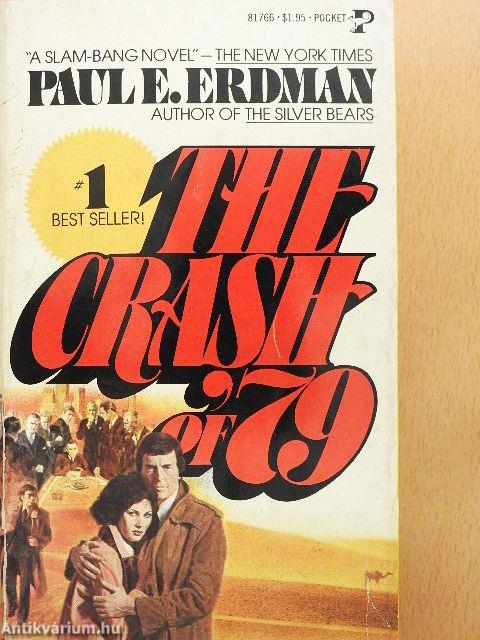 81766 • $1.95 • POCKET P
"A SLAM-BANG NOVEL"—THE NEW YORK TIMES
PAUL E. ERDMAN
AUTHOR OF THE SILVER BEARS
#1
BEST SELLER!
THE
CRASH
OF '79
Antikvárium.hu